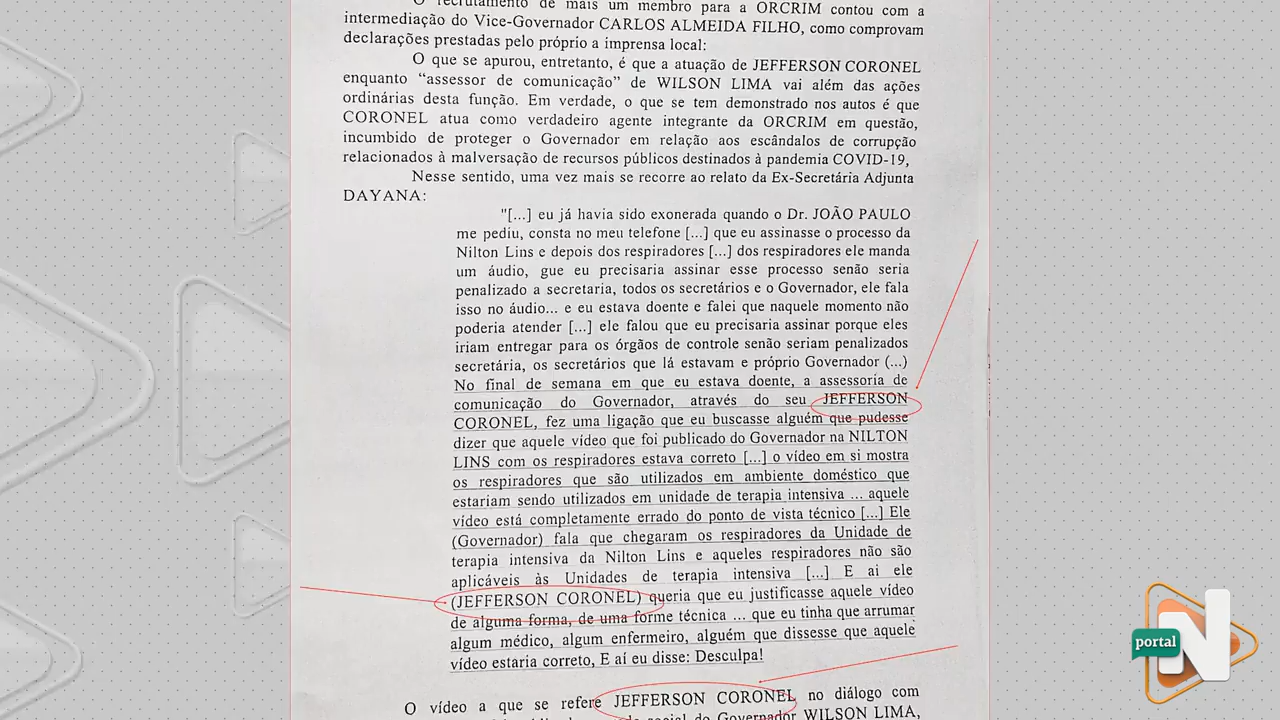 O recrutamento de mais um membro para a ORCRIM contou com a
intermediação do Vice-Governador CARLOS ALMEIDA FILHO, como comprovam
declarações prestadas pelo próprio a imprensa local:
O que se apurou, entretanto, é que a atuação de JEFFERSON CORONEL
enquanto “assessor de comunicação” de WILSON LIMA vai além das ações
ordinárias desta função. Em verdade, o que se tem demonstrado nos autos é que
CORONEL atua como verdadeiro agente integrante da ORCRIM em questão,
incumbido de proteger o Governador em relação aos escândalos de corrupção
relacionados à malversação de recursos públicos destinados à pandemia COVID-19,
Nesse sentido, uma vez mais se recorre ao relato da Ex-Secretária Adjunta
DAYANA:
"[...] eu já havia sido exonerada quando o Dr. JOÃO PAULO
me pediu, consta no meu telefone [...] que eu assinasse o processo da
Nilton Lins e depois dos respiradores [...] dos respiradores ele manda
um áudio, gue eu precisaria assinar esse processo senão seria
penalizado a secretaria, todos os secretários e o Governador, ele fala
isso no áudio... e eu estava doente e falei que naquele momento não
poderia atender [...] ele falou que eu precisaria assinar porque eles
iriam entregar para os órgãos de controle senão seriam penalizados
secretária, os secretários que lá estavam e próprio Governador (...)
No final de semana em que eu estava doente, a assessoria de
comunicação do Governador, através do seu JEFFERSON
CORONEL, fez uma ligação que eu buscasse alguém que pudesse
dizer que aquele vídeo que foi publicado do Governador na NILTON
LINS com os respiradores estava correto [...] o vídeo em si mostra
os respiradores que são utilizados em ambiente doméstico que
estariam sendo utilizados em unidade de terapia intensiva ... aquele
vídeo está completamente errado do ponto de vista técnico [...] Ele
(Governador) fala que chegaram os respiradores da Unidade de
terapia intensiva da Nilton Lins e aqueles respiradores não são
aplicáveis às Unidades de terapia intensiva [...] E ai ele
(JEFFERSON CORONEL) queria que eu justificasse aquele vídeo
de alguma forma, de uma forme técnica ... que eu tinha que arrumar
algum médico, algum enfermeiro, alguém que dissesse que aquele
vídeo estaria correto, E aí eu disse: Desculpa!
O vídeo a que se refere JEFFERSON CORONEL no diálogo com
social do Governador WILSON LIMA,
portal
N